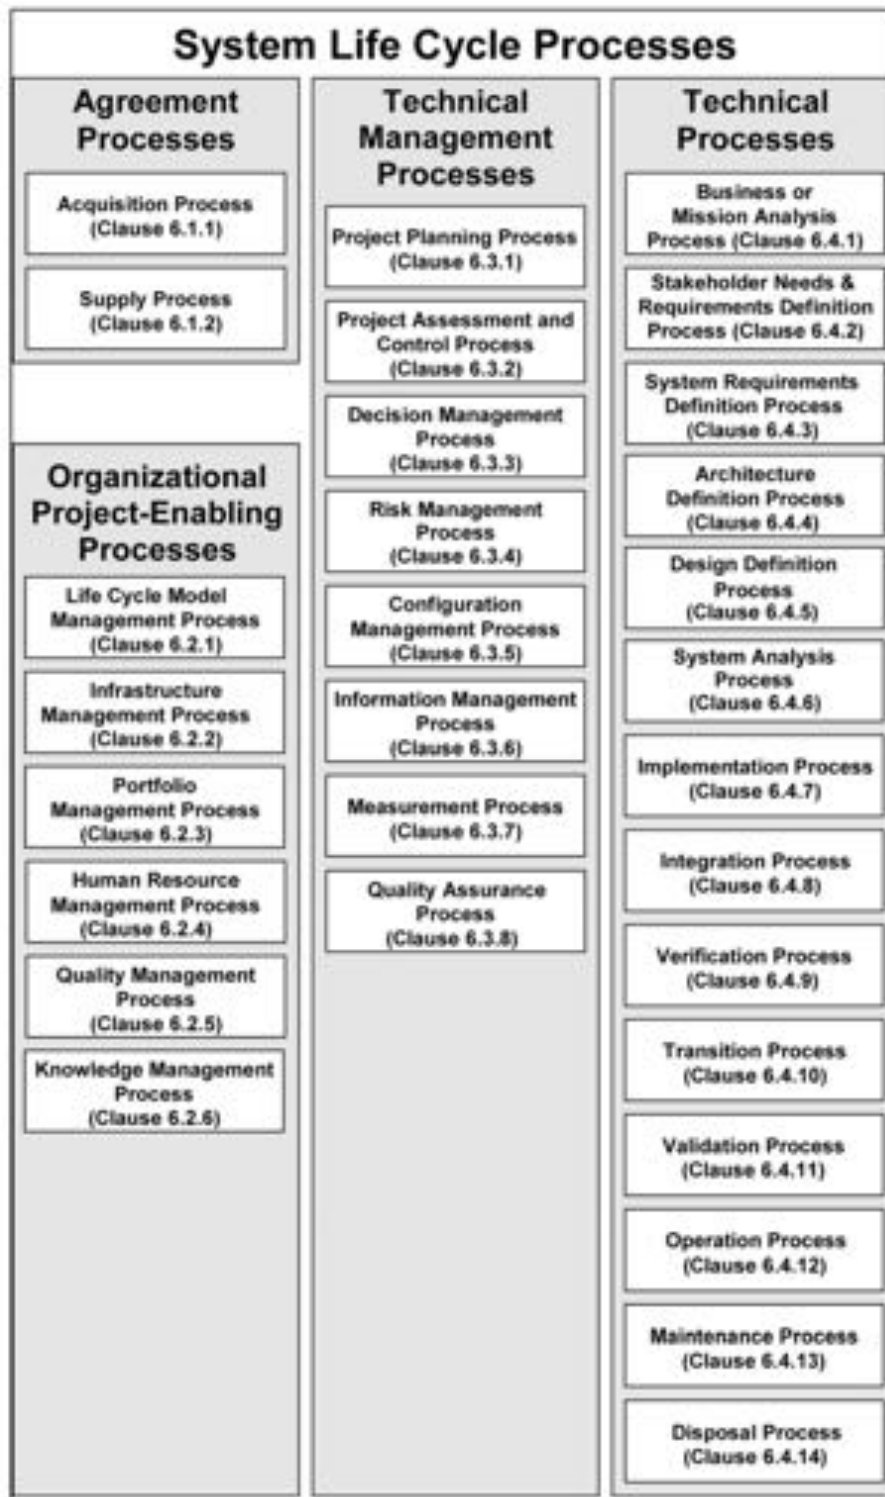 System Life Cycle Processes
Agreement
Processes
Acquisition Process
(Clause 6.1.1)
Supply Process
(Clause 6.1.2)
Organizational
Project-Enabling
Processes
Life Cycle Model
Management Process
(Clause 6.2.1)
Infrastructure
Management Process
(Clause 6.2.2)
Portfolio
Management Process
(Clause 6.2.3)
Human Resource
Management Process
(Clause 6.2.4)
Quality Management
Process
(Clause 6.2.5)
Knowledge Management
Process
(Clause 6.2.6)
Technical
Management
Processes
Project Planning Process
(Clause 6.3.1)
Project Assessment and
Control Process
(Clause 6.3.2)
Decision Management
Process
(Clause 6.3.3)
Risk Management
Process
(Clause 6.3.4)
Configuration
Management Process
(Clause 6.3.5)
Information Management
Process
(Clause 6.3.6)
Measurement Process
(Clause 6.3.7)
Quality Assurance
Process
(Clause 6.3.8)
Technical
Processes
Business or
Mission Analysis
Process (Clause 6.4.1)
Stakeholder Needs &
Requirements Definition
Process (Clause 6.4.2)
System Requirements
Definition Process
(Clause 6.4.3)
Architecture
Definition Process
(Clause 6.4.4)
Design Definition
Process
(Clause 6.4.5)
System Analysis
Process
(Clause 6.4.6)
Implementation Process
(Clause 6.4.7)
Integration Process
(Clause 6.4.8)
Verification Process
(Clause 6.4.9)
Transition Process
(Clause 6.4.10)
Validation Process
(Clause 6.4.11)
Operation Process
(Clause 6.4.12)
Maintenance Process
(Clause 6.4.13)
Disposal Process
(Clause 6.4.14)